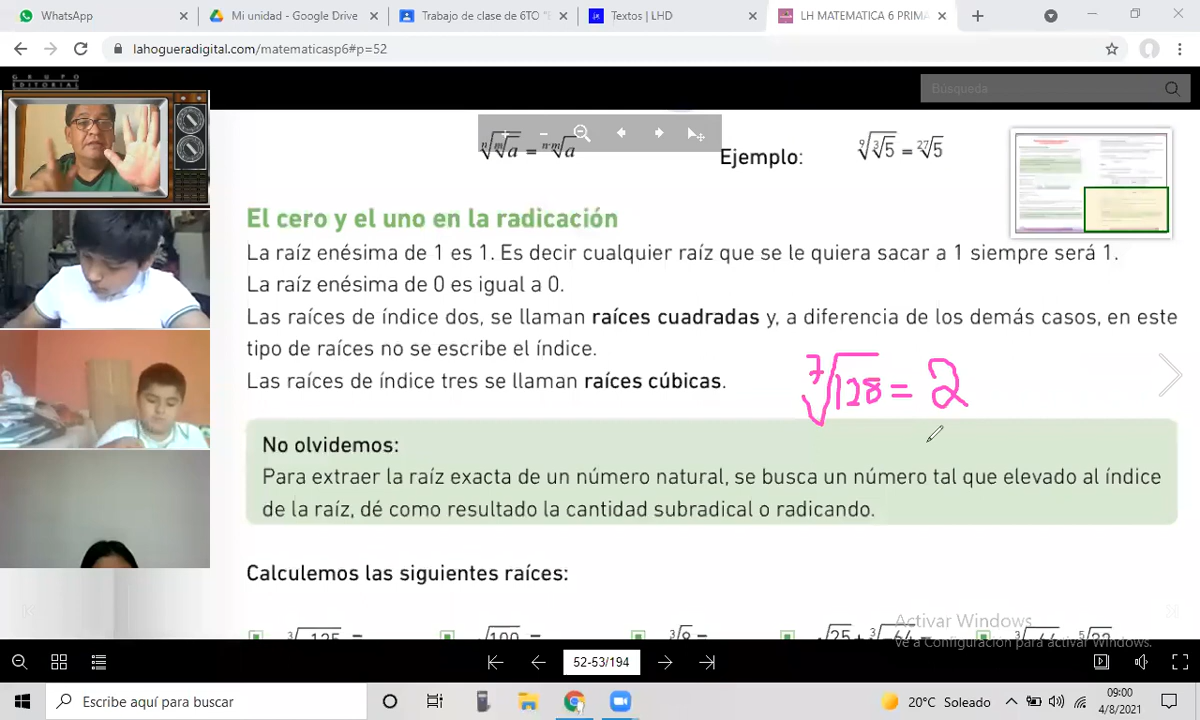 WhatsApp
Mi unidad - Google Drive
Trabajo de clase de 6TO "
Textos | LHD
LH MATEMATICA 6 PRIMA
lahogueradigital.com/matematicasp6#p=52
GRUPO
EDITORIAL
Búsqueda
ⁿ√ᵐ√a = ⁿ·ᵐ√a
Ejemplo:
⁹√³√5 = ²⁷√5
El cero y el uno en la radicación
La raíz enésima de 1 es 1. Es decir cualquier raíz que se le quiera sacar a 1 siempre será 1.
La raíz enésima de 0 es igual a 0.
Las raíces de índice dos, se llaman raíces cuadradas y, a diferencia de los demás casos, en este
tipo de raíces no se escribe el índice.
Las raíces de índice tres se llaman raíces cúbicas.
⁷√128 = 2
No olvidemos:
Para extraer la raíz exacta de un número natural, se busca un número tal que elevado al índice
de la raíz, dé como resultado la cantidad subradical o radicando.
Calculemos las siguientes raíces:
Activar Windows
Ve a Configuración para activar Windows.
52-53/194
Escribe aquí para buscar
20°C Soleado
09:00
4/8/2021